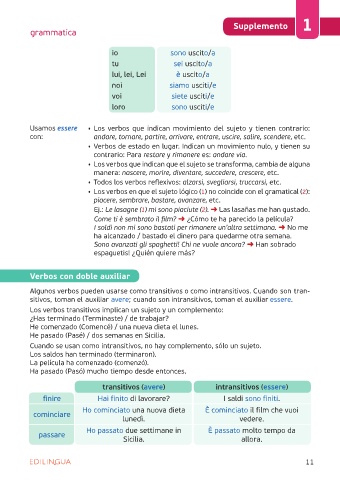 grammatica
Supplemento 1
io sono uscito/a
tu sei uscito/a
lui, lei, Lei è uscito/a
noi siamo usciti/e
voi siete usciti/e
loro sono usciti/e
Usamos essere • Los verbos que indican movimiento del sujeto y tienen contrario:
con: • andare, tornare, partire, arrivare, entrare, uscire, salire, scendere, etc.
• Verbos de estado en lugar. Indican un movimiento nulo, y tienen su
contrario: Para restare y rimanere es: andare via.
• Los verbos que indican que el sujeto se transforma, cambia de alguna
manera: nascere, morire, diventare, succedere, crescere, etc.
• Todos los verbos reflexivos: alzarsi, svegliarsi, truccarsi, etc.
• Los verbos en que el sujeto lógico (1) no coincide con el gramatical (2):
piacere, sembrare, bastare, avanzare, etc.
Ej.: Le lasagne (1) mi sono piaciute (2). ➜ Las lasañas me han gustado.
Come ti è sembrato il film? ➜ ¿Cómo te ha parecido la película?
I soldi non mi sono bastati per rimanere un'altra settimana. ➜ No me
ha alcanzado / bastado el dinero para quedarme otra semana.
Sono avanzati gli spaghetti! Chi ne vuole ancora? ➜ Han sobrado
espaguetis! ¿Quién quiere más?
Verbos con doble auxiliar
Algunos verbos pueden usarse como transitivos o como intransitivos. Cuando son tran-
sitivos, toman el auxiliar avere; cuando son intransitivos, toman el auxiliar essere.
Los verbos transitivos implican un sujeto y un complemento:
¿Has terminado (Terminaste) / de trabajar?
He comenzado (Comencé) / una nueva dieta el lunes.
He pasado (Pasé) / dos semanas en Sicilia.
Cuando se usan como intransitivos, no hay complemento, sólo un sujeto.
Los saldos han terminado (terminaron).
La película ha comenzado (comenzó).
Ha pasado (Pasó) mucho tiempo desde entonces.
transitivos (avere) intransitivos (essere)
finire Hai finito di lavorare? I saldi sono finiti.
cominciare Ho cominciato una nuova dieta lunedì. È cominciato il film che vuoi vedere.
passare Ho passato due settimane in Sicilia. È passato molto tempo da allora.
EDILINGUA 11